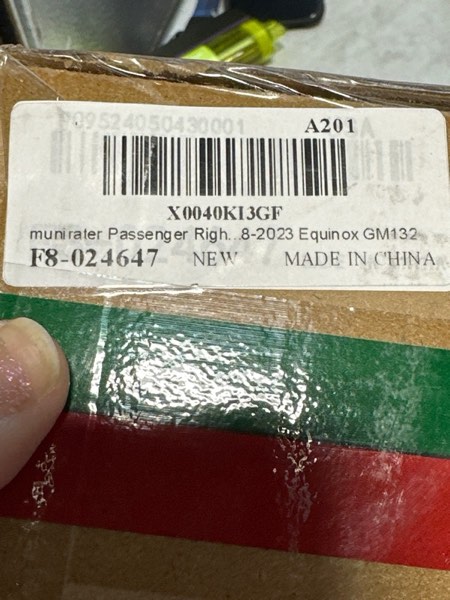 A201
X0040KI3GF
munirater Passenger Righ...8-2023 Equinox GM132
F8-024647 NEW MADE IN CHINA